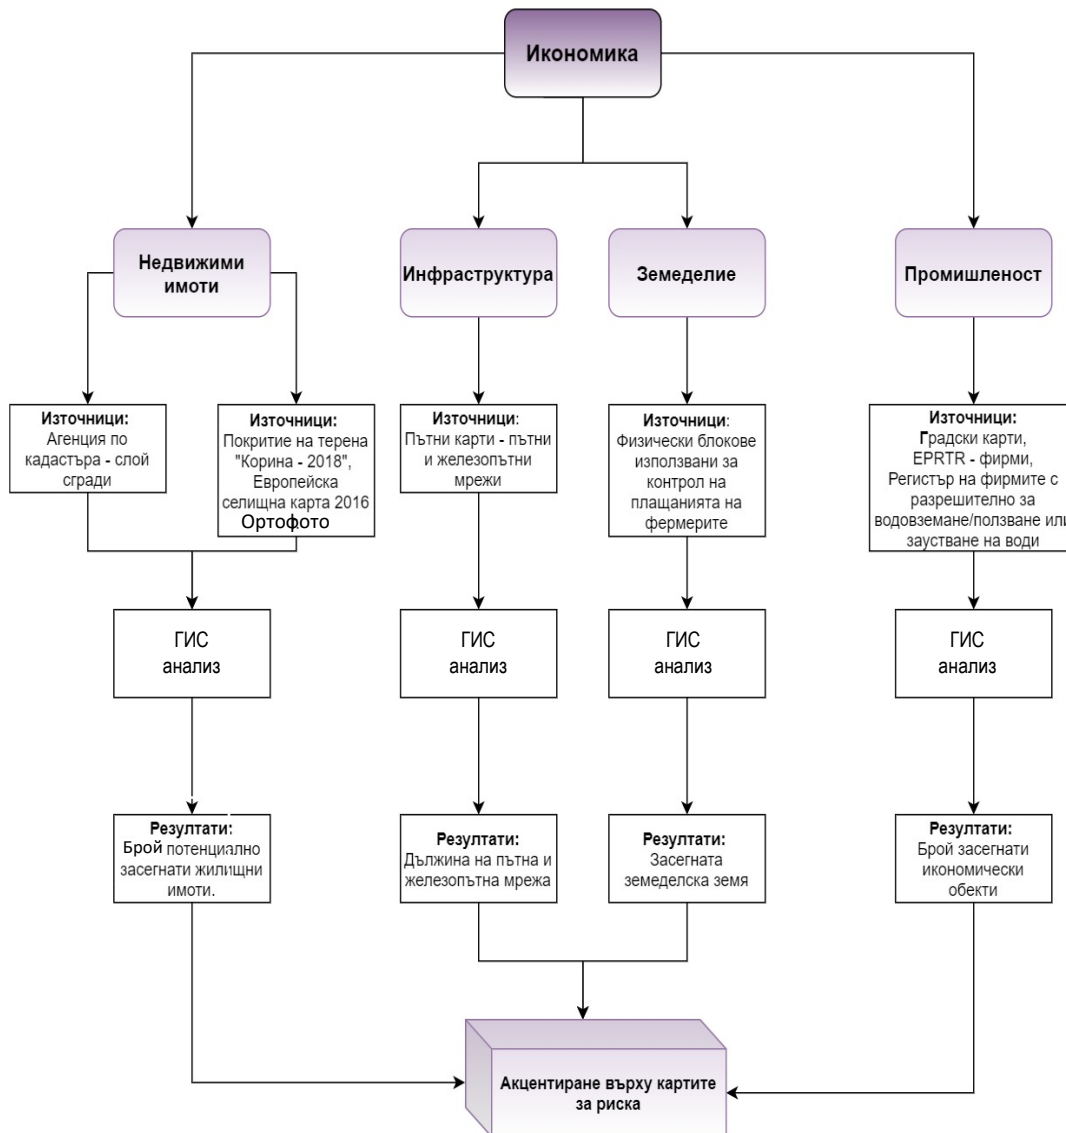 Икономика
Недвижими
имоти
Инфраструктура
Земеделие
Промишленост
Източници:
Агенция по
кадастъра - слой
сгради
Източници:
Покритие на терена
"Корина - 2018",
Европейска
селищна карта 2016
Ортофото
Източници:
Пътни карти - пътни
и железопътни
мрежи
Източници:
Физически блокове
използвани за
контрол на
плащанията на
фермерите
Източници:
Градски карти,
EPRTR - фирми,
Регистър на фирмите с
разрешително за
водовземане/ползване или
заустване на води
ГИС
анализ
ГИС
анализ
ГИС
анализ
ГИС
анализ
Резултати:
Брой потенциално
засегнати жилищни
имоти.
Резултати:
Дължина на пътна и
железопътна мрежа
Резултати:
Засегната
земеделска земя
Резултати:
Брой засегнати
икономически
обекти
Акцентиране върху картите
за риска